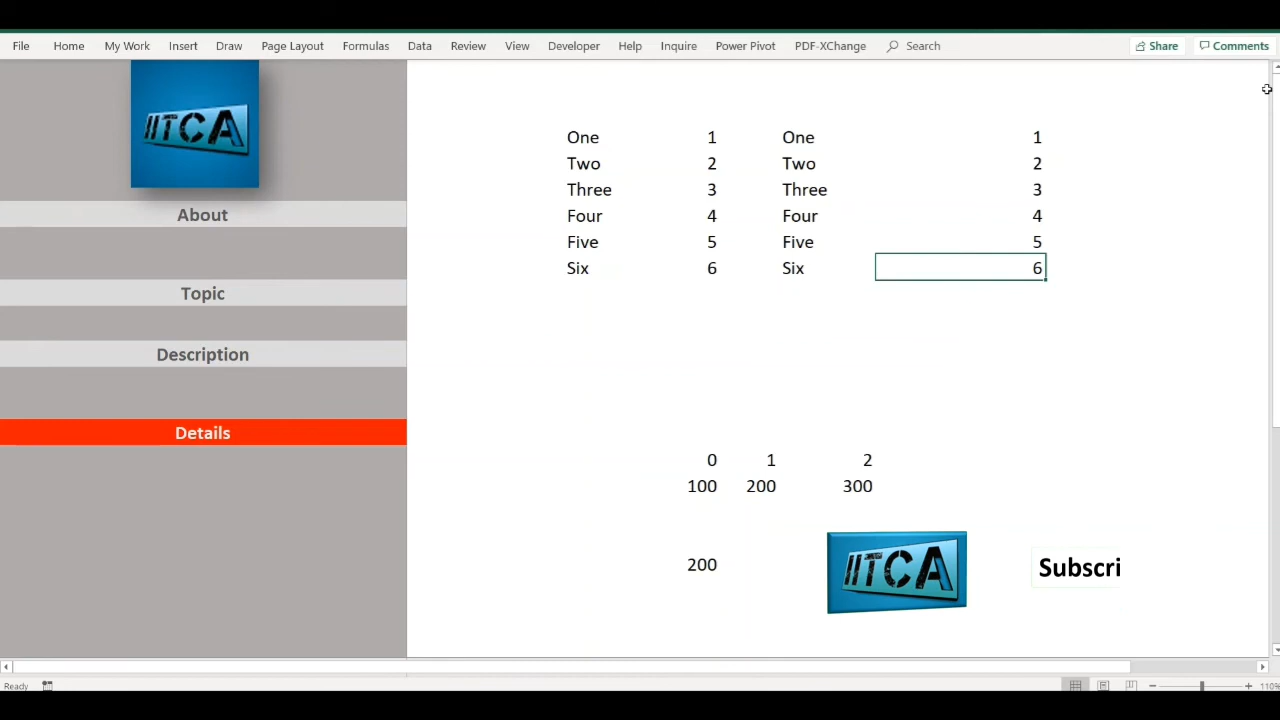 File Home My Work Insert Draw Page Layout Formulas Data Review View Developer Help Inquire Power Pivot PDF-XChange Search Share Comments
IITCA
About
Topic
Description
Details
One 1 One 1
Two 2 Two 2
Three 3 Three 3
Four 4 Four 4
Five 5 Five 5
Six 6 Six 6
0 1 2
100 200 300
200 IITCA Subscri
Ready 110%